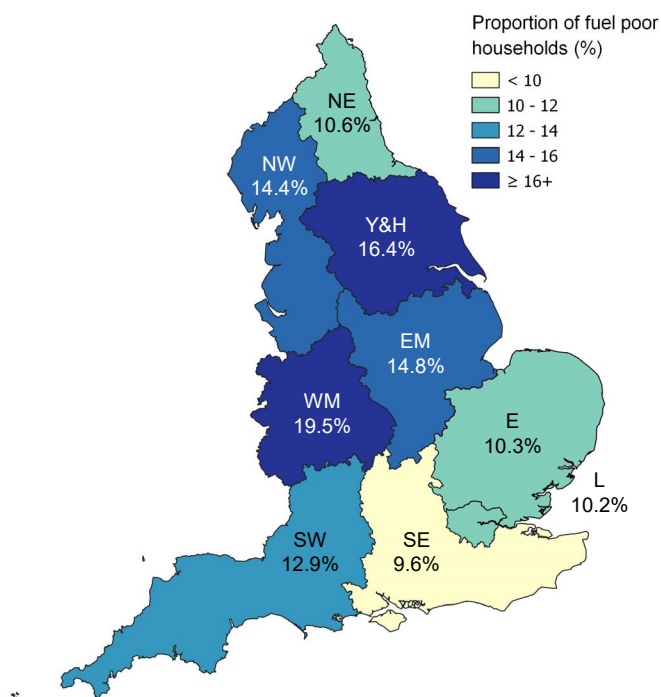 Proportion of fuel poor
households (%)
< 10
10 - 12
12 - 14
14 - 16
≥ 16+
NE
10.6%
NW
14.4%
Y&H
16.4%
EM
14.8%
WM
19.5%
E
10.3%
L
10.2%
SW
12.9%
SE
9.6%